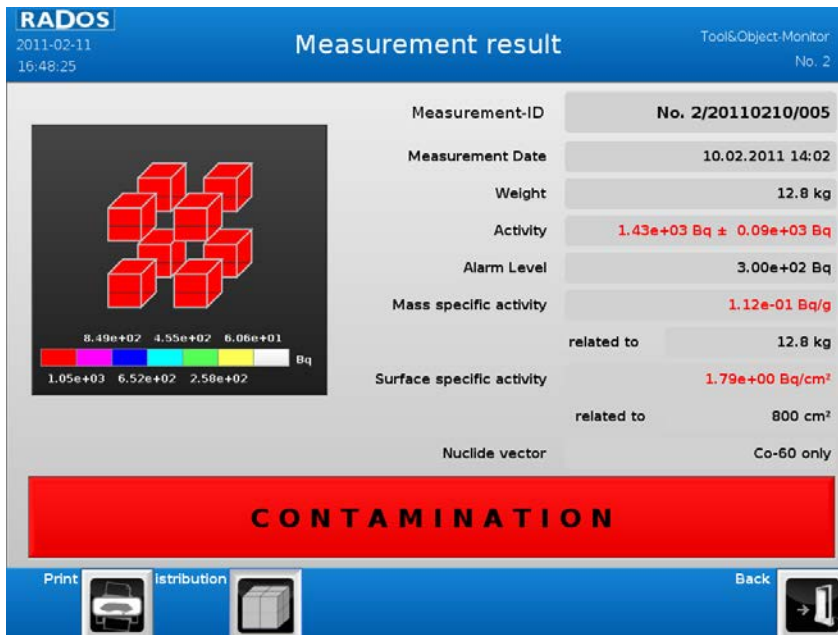 RADOS
2011-02-11
16:48:25
Measurement result
Tool&Object-Monitor
No. 2
Measurement-ID No. 2/20110210/005
Measurement Date 10.02.2011 14:02
Weight 12.8 kg
Activity 1.43e+03 Bq ± 0.09e+03 Bq
Alarm Level 3.00e+02 Bq
Mass specific activity 1.12e-01 Bq/g
related to 12.8 kg
Surface specific activity 1.79e+00 Bq/cm²
related to 800 cm²
Nuclide vector Co-60 only
8.49e+02 4.55e+02 6.06e+01
Bq
1.05e+03 6.52e+02 2.58e+02
CONTAMINATION
Print istribution Back